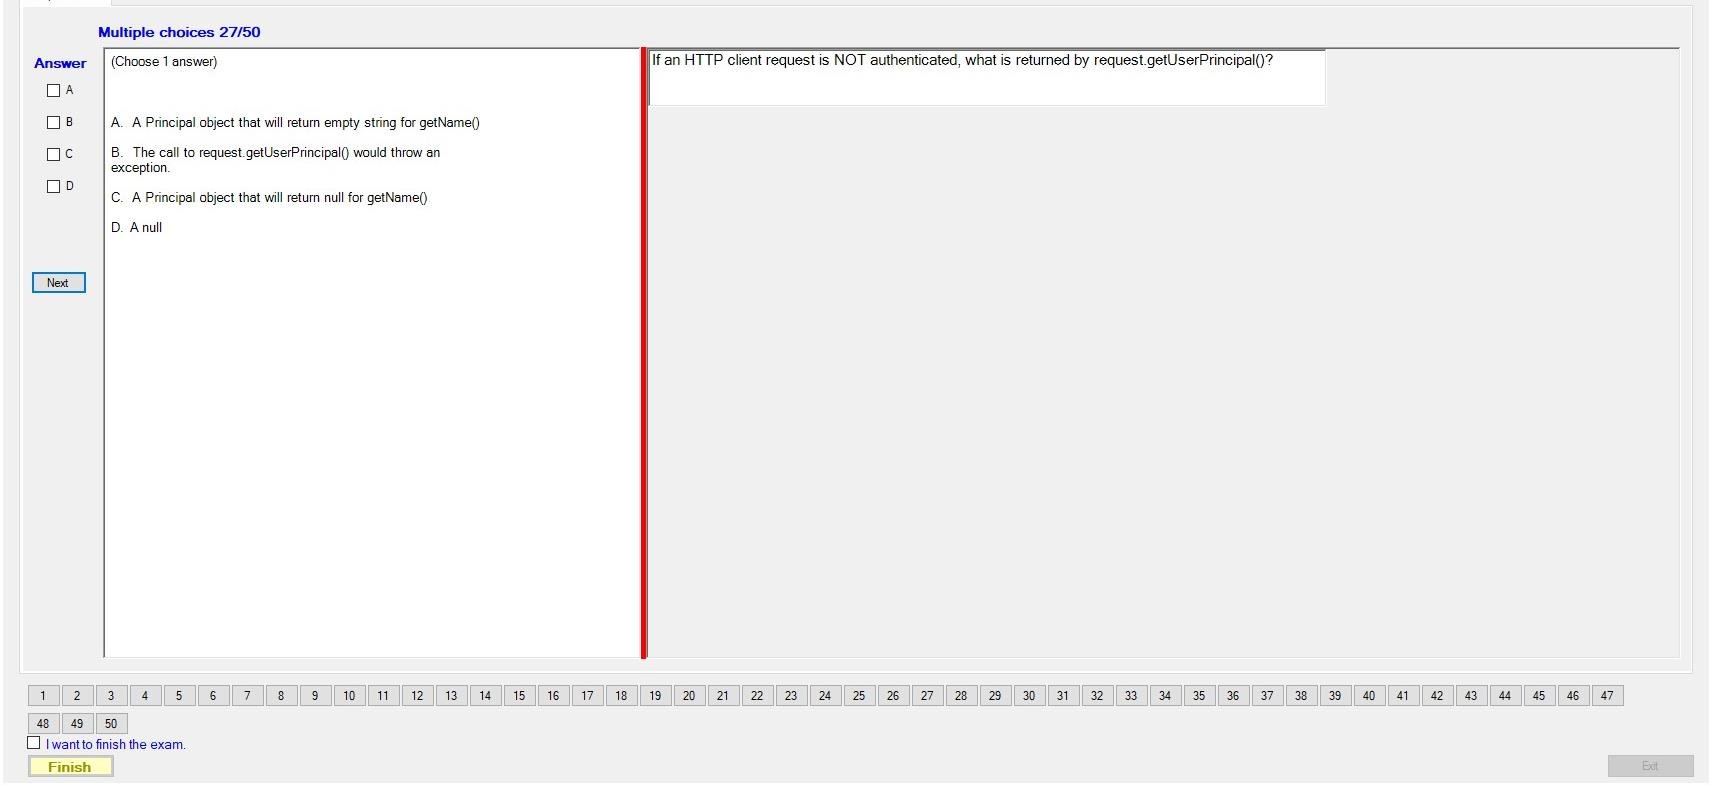 Multiple choices 27/50
Answer
A
B
C
D
Next
(Choose 1 answer)
A. A Principal object that will return empty string for getName()
B. The call to request.getUserPrincipal() would throw an
exception.
C. A Principal object that will return null for getName()
D. A null
If an HTTP client request is NOT authenticated, what is returned by request.getUserPrincipal()?
1 2 3 4 5 6 7 8 9 10 11 12 13 14 15 16 17 18 19 20 21 22 23 24 25 26 27 28 29 30 31 32 33 34 35 36 37 38 39 40 41 42 43 44 45 46 47
48 49 50
I want to finish the exam.
Finish
Exit